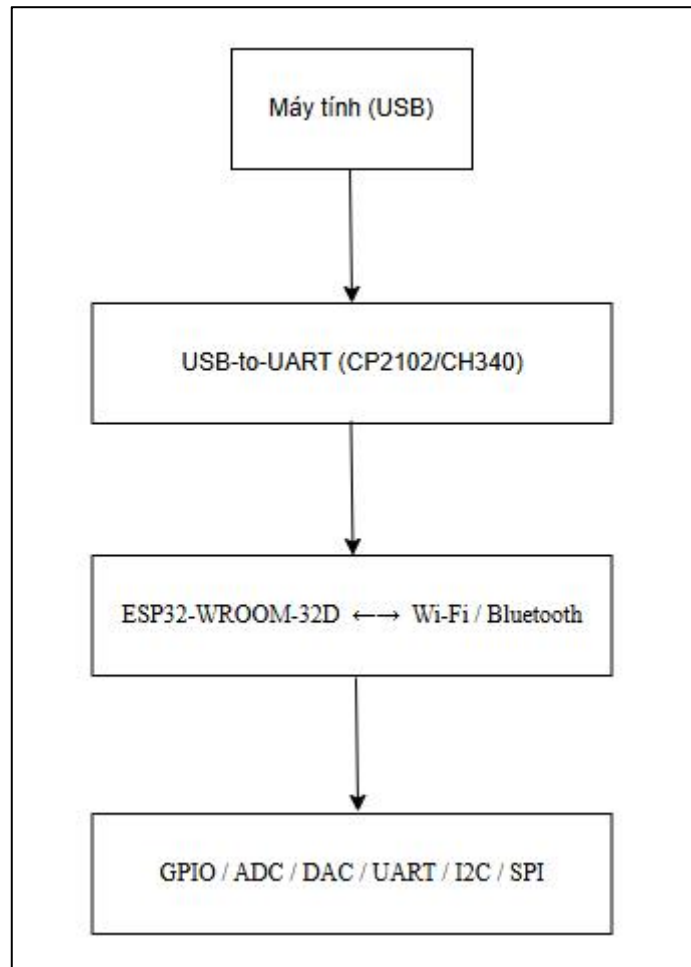 Máy tính (USB)
USB-to-UART (CP2102/CH340)
ESP32-WROOM-32D ←→ Wi-Fi / Bluetooth
GPIO / ADC / DAC / UART / I2C / SPI